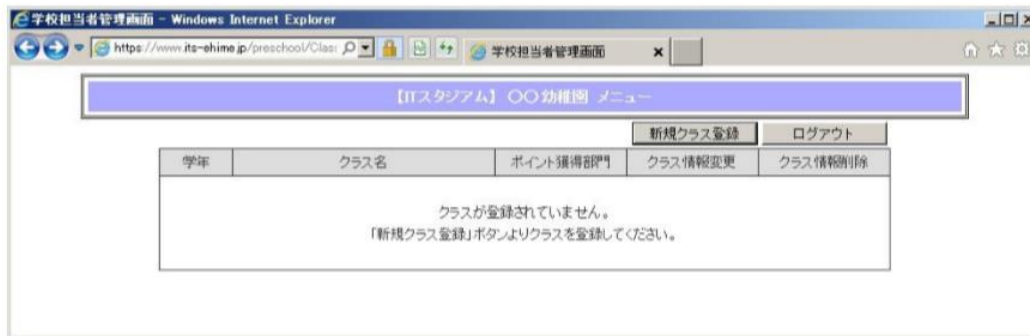 学校担当者管理画面 - Windows Internet Explorer
https://www.its-ehime.jp/preschool/Clas
学校担当者管理画面
【ITスタジアム】 〇〇幼稚園 メニュー
新規クラス登録 ログアウト
学年 クラス名 ポイント獲得部門 クラス情報変更 クラス情報削除
クラスが登録されていません。
「新規クラス登録」ボタンよりクラスを登録してください。